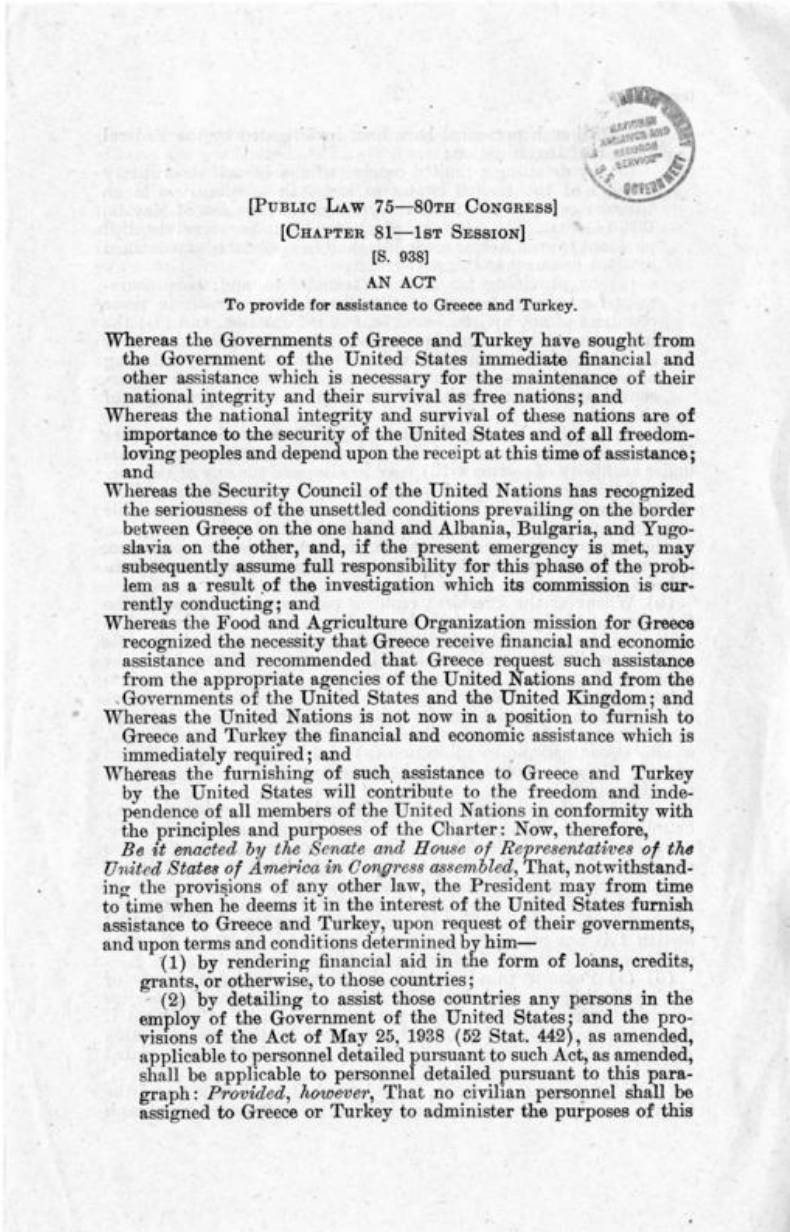 TRUMAN LIBRARY
NATIONAL
ARCHIVES AND
RECORDS
SERVICE
U.S. GOVERNMENT
[PUBLIC LAW 75—80TH CONGRESS]
[CHAPTER 81—1ST SESSION]
[S. 938]
AN ACT
To provide for assistance to Greece and Turkey.
Whereas the Governments of Greece and Turkey have sought from
the Government of the United States immediate financial and
other assistance which is necessary for the maintenance of their
national integrity and their survival as free nations; and
Whereas the national integrity and survival of these nations are of
importance to the security of the United States and of all freedom-
loving peoples and depend upon the receipt at this time of assistance;
and
Whereas the Security Council of the United Nations has recognized
the seriousness of the unsettled conditions prevailing on the border
between Greece on the one hand and Albania, Bulgaria, and Yugo-
slavia on the other, and, if the present emergency is met, may
subsequently assume full responsibility for this phase of the prob-
lem as a result of the investigation which its commission is cur-
rently conducting; and
Whereas the Food and Agriculture Organization mission for Greece
recognized the necessity that Greece receive financial and economic
assistance and recommended that Greece request such assistance
from the appropriate agencies of the United Nations and from the
Governments of the United States and the United Kingdom; and
Whereas the United Nations is not now in a position to furnish to
Greece and Turkey the financial and economic assistance which is
immediately required; and
Whereas the furnishing of such assistance to Greece and Turkey
by the United States will contribute to the freedom and inde-
pendence of all members of the United Nations in conformity with
the principles and purposes of the Charter: Now, therefore,
Be it enacted by the Senate and House of Representatives of the
United States of America in Congress assembled, That, notwithstand-
ing the provisions of any other law, the President may from time
to time when he deems it in the interest of the United States furnish
assistance to Greece and Turkey, upon request of their governments,
and upon terms and conditions determined by him—
(1) by rendering financial aid in the form of loans, credits,
grants, or otherwise, to those countries;
(2) by detailing to assist those countries any persons in the
employ of the Government of the United States; and the pro-
visions of the Act of May 25, 1938 (52 Stat. 442), as amended,
applicable to personnel detailed pursuant to such Act, as amended,
shall be applicable to personnel detailed pursuant to this para-
graph: Provided, however, That no civilian personnel shall be
assigned to Greece or Turkey to administer the purposes of this